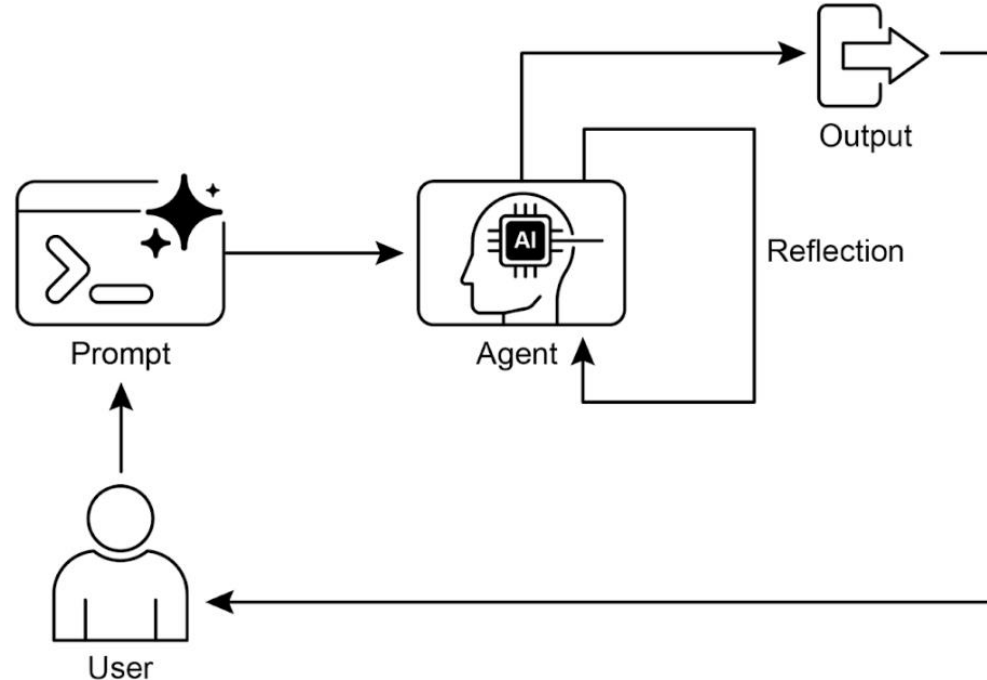 Output
AI
Reflection
Prompt
Agent
User